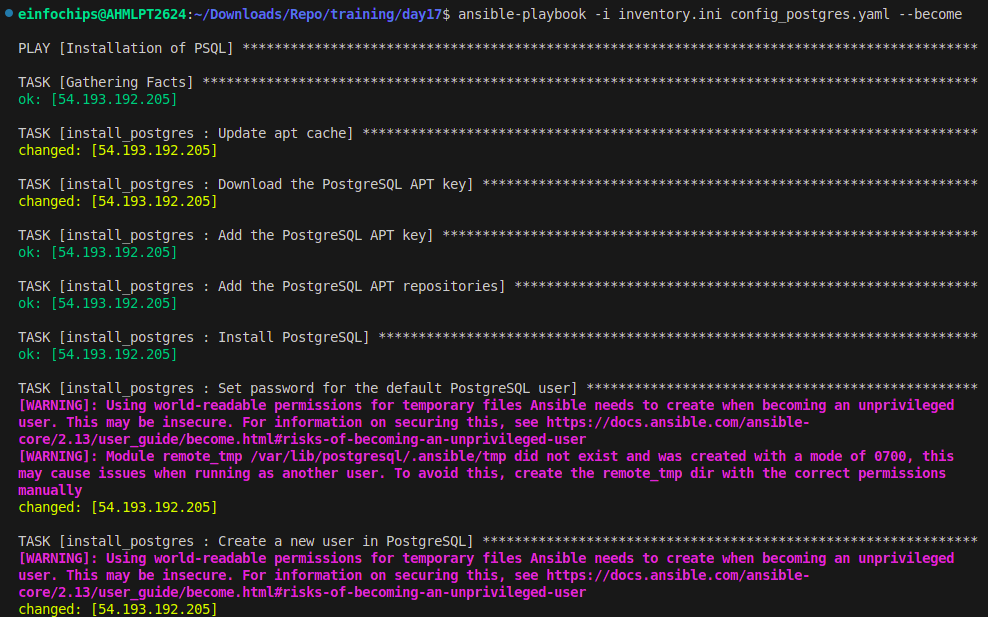 einfochips@AHMLPT2624:~/Downloads/Repo/training/day17$ ansible-playbook -i inventory.ini config_postgres.yaml --become
PLAY [Installation of PSQL] ********************************************************************************************
TASK [Gathering Facts] *************************************************************************************************
ok: [54.193.192.205]
TASK [install_postgres : Update apt cache] *****************************************************************************
changed: [54.193.192.205]
TASK [install_postgres : Download the PostgreSQL APT key] **************************************************************
changed: [54.193.192.205]
TASK [install_postgres : Add the PostgreSQL APT key] *******************************************************************
ok: [54.193.192.205]
TASK [install_postgres : Add the PostgreSQL APT repositories] **********************************************************
ok: [54.193.192.205]
TASK [install_postgres : Install PostgreSQL] ***************************************************************************
ok: [54.193.192.205]
TASK [install_postgres : Set password for the default PostgreSQL user] *************************************************
[WARNING]: Using world-readable permissions for temporary files Ansible needs to create when becoming an unprivileged
user. This may be insecure. For information on securing this, see https://docs.ansible.com/ansible-
core/2.13/user_guide/become.html#risks-of-becoming-an-unprivileged-user
[WARNING]: Module remote_tmp /var/lib/postgresql/.ansible/tmp did not exist and was created with a mode of 0700, this
may cause issues when running as another user. To avoid this, create the remote_tmp dir with the correct permissions
manually
changed: [54.193.192.205]
TASK [install_postgres : Create a new user in PostgreSQL] **************************************************************
[WARNING]: Using world-readable permissions for temporary files Ansible needs to create when becoming an unprivileged
user. This may be insecure. For information on securing this, see https://docs.ansible.com/ansible-
core/2.13/user_guide/become.html#risks-of-becoming-an-unprivileged-user
changed: [54.193.192.205]